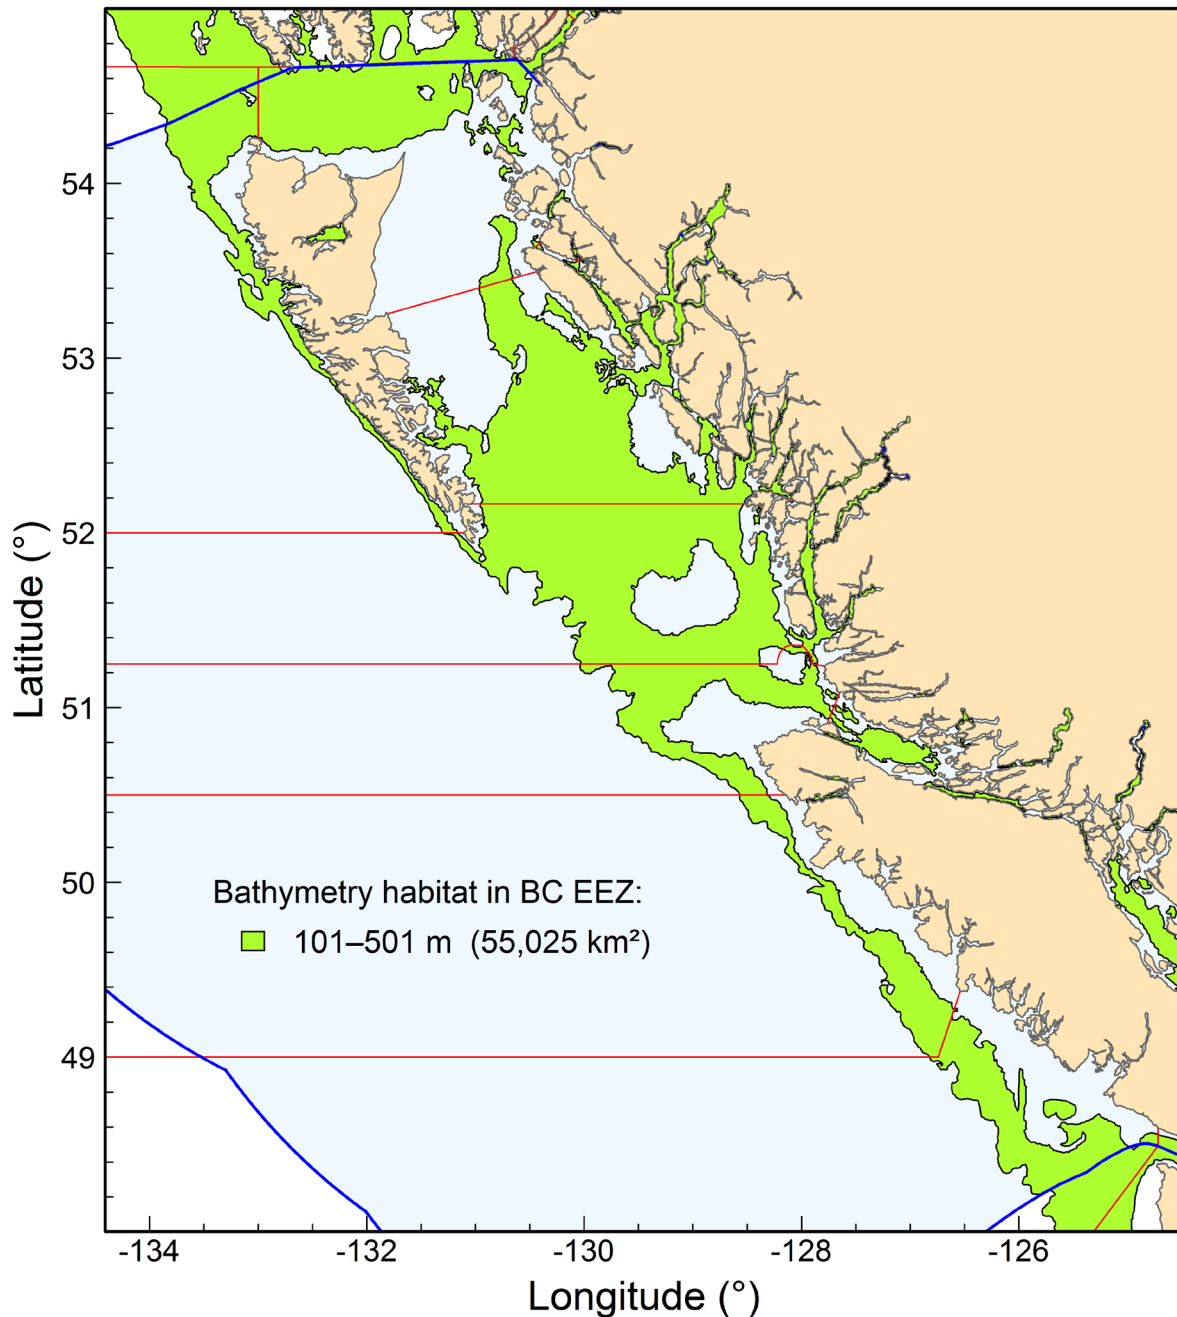 54
53
52
51
50
49
Latitude (°)
Bathymetry habitat in BC EEZ:
101–501 m (55,025 km²)
-134
-132
-130
-128
-126
Longitude (°)